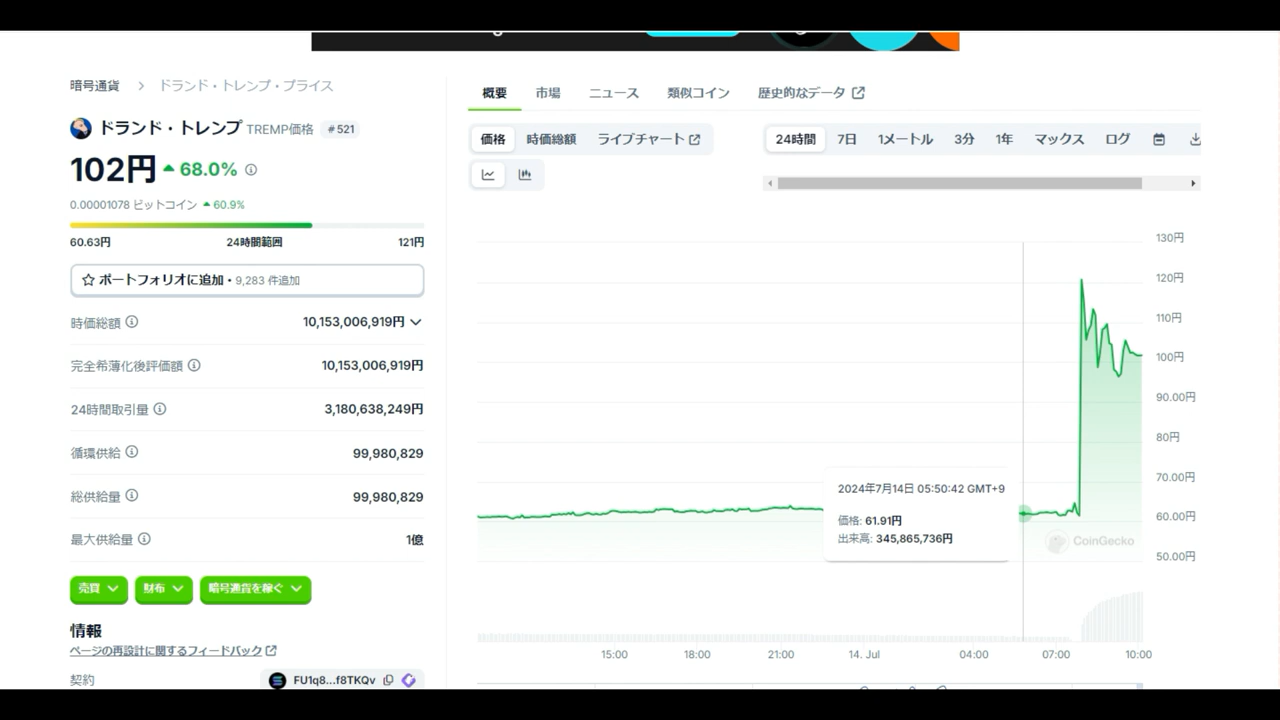 暗号通貨 > ドランド・トレンプ・プライス
ドランド・トレンプ TREMP価格 #521
102円 68.0%
0.00001078 ビットコイン 60.9%
60.63円 24時間範囲 121円
ポートフォリオに追加・9,283 件追加
時価総額 10,153,006,919円
完全希薄化後評価額 10,153,006,919円
24時間取引量 3,180,638,249円
循環供給 99,980,829
総供給量 99,980,829
最大供給量 1億
売買 財布 暗号通貨を稼ぐ
情報
ページの再設計に関するフィードバック
契約 FU1q8...f8TKQv
概要 市場 ニュース 類似コイン 歴史的なデータ
価格 時価総額 ライブチャート 24時間 7日 1メートル 3分 1年 マックス ログ
130円
120円
110円
100円
90.00円
80円
70.00円
60.00円
50.00円
2024年7月14日 05:50:42 GMT+9
価格: 61.91円
出来高: 345,865,736円
CoinGecko
15:00 18:00 21:00 14. Jul 04:00 07:00 10:00